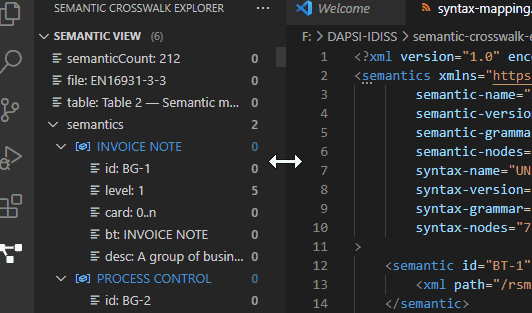 SEMANTIC CROSSWALK EXPLORER ...
SEMANTIC VIEW (6)
semanticCount: 212 0
file: EN16931-3-3 0
table: Table 2 — Semantic m... 0
semantics 2
INVOICE NOTE 0
id: BG-1 0
level: 1 5
card: 0..n 0
bt: INVOICE NOTE 0
desc: A group of busin... 0
PROCESS CONTROL 0
id: BG-2 0
Welcome
syntax-mapping.
F: > DAPSI-IDISS > semantic-crosswalk-e
1 <?xml version="1.0" enco
2 <semantics xmlns="https
3 semantic-name="
4 semantic-versio
5 semantic-gramma
6 semantic-nodes=
7 syntax-name="UN
8 syntax-version=
9 syntax-grammar=
10 syntax-nodes="7
11 >
12 <semantic id="BT-1"
13 <xml path="/rsm
14 </semantic>